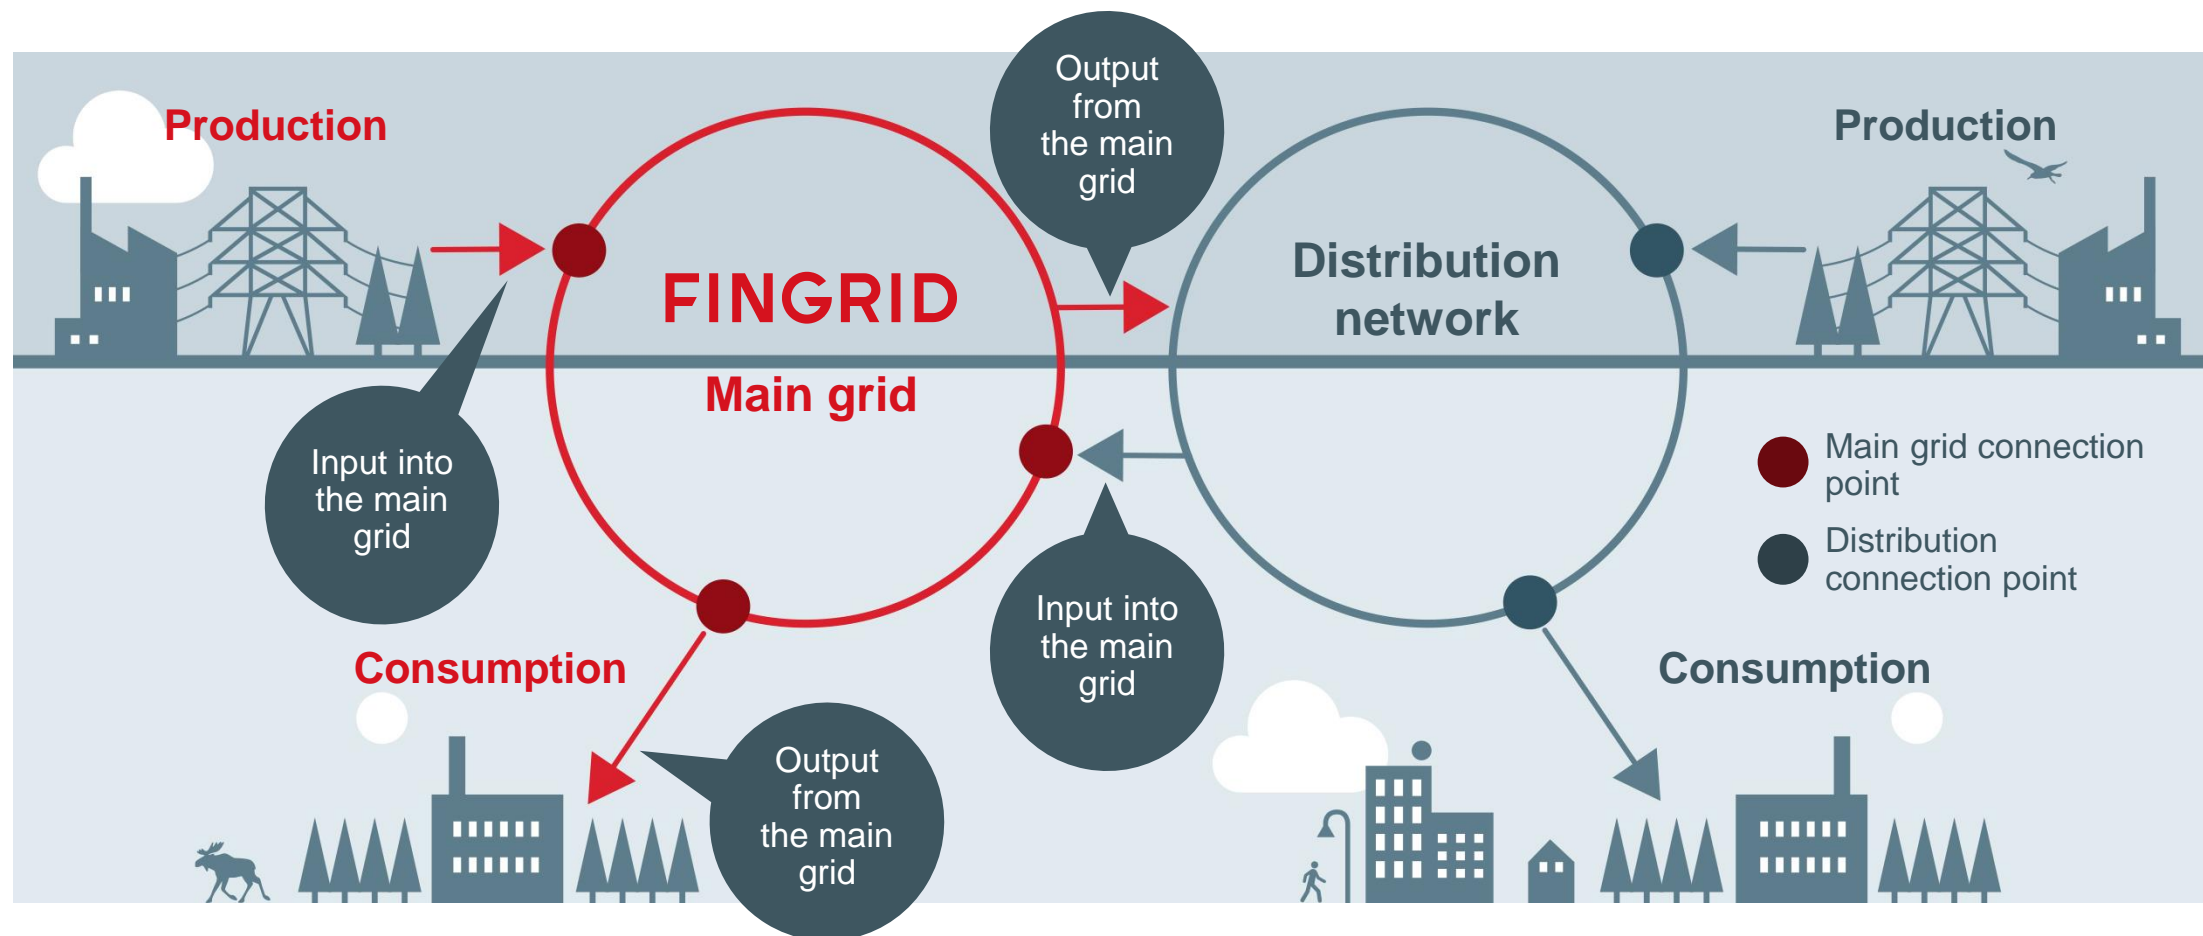 Output
from
the main
grid
Production
Production
FINGRID
Main grid
Distribution
network
Input into
the main
grid
Main grid connection
point
Distribution
connection point
Input into
the main
grid
Consumption
Consumption
Output
from
the main
grid